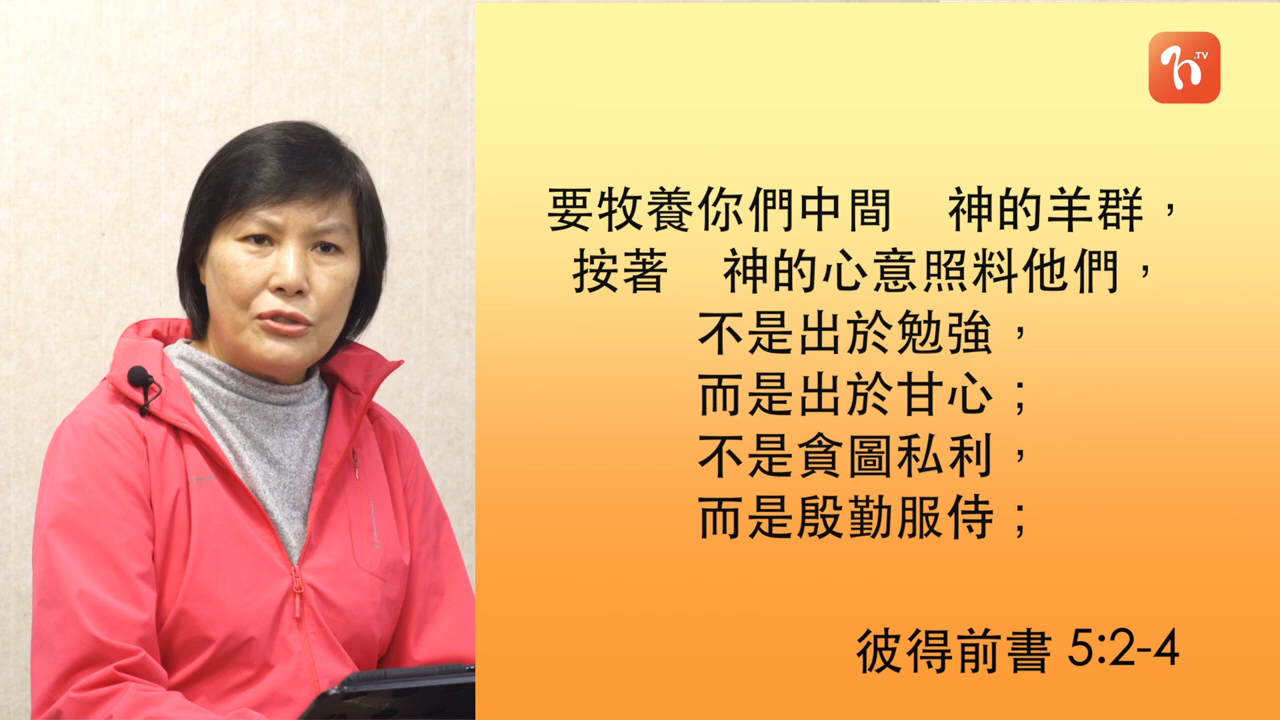 .TV
要牧養你們中間　神的羊群，
按著　神的心意照料他們，
不是出於勉強，
而是出於甘心；
不是貪圖私利，
而是殷勤服侍；
彼得前書 5:2-4